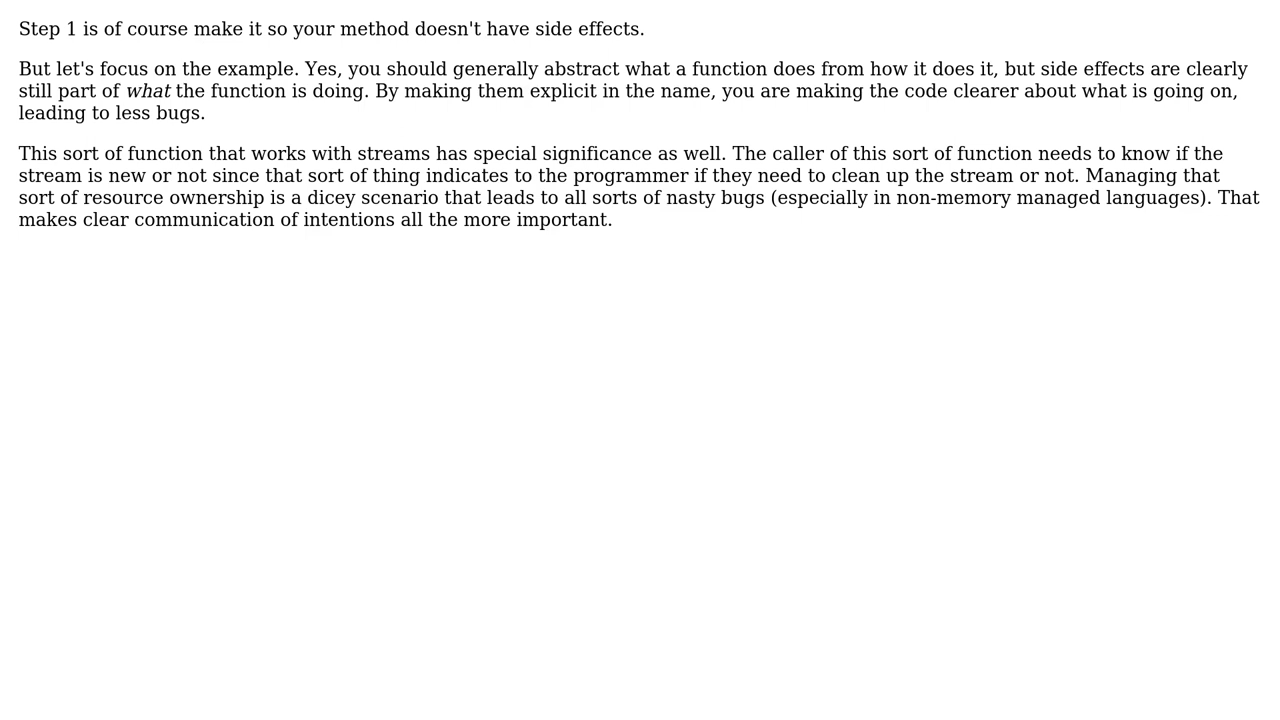 Step 1 is of course make it so your method doesn't have side effects.
But let's focus on the example. Yes, you should generally abstract what a function does from how it does it, but side effects are clearly
still part of what the function is doing. By making them explicit in the name, you are making the code clearer about what is going on,
leading to less bugs.
This sort of function that works with streams has special significance as well. The caller of this sort of function needs to know if the
stream is new or not since that sort of thing indicates to the programmer if they need to clean up the stream or not. Managing that
sort of resource ownership is a dicey scenario that leads to all sorts of nasty bugs (especially in non-memory managed languages). That
makes clear communication of intentions all the more important.